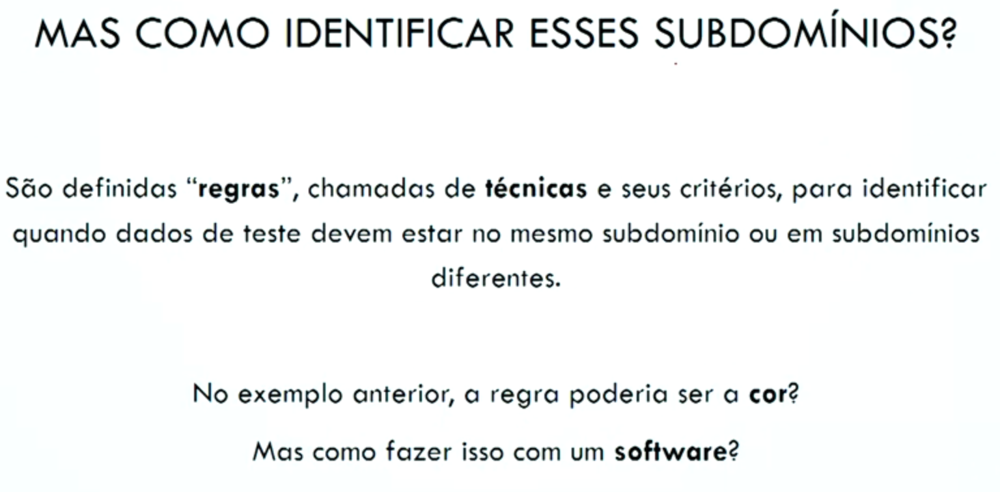 MAS COMO IDENTIFICAR ESSES SUBDOMÍNIOS?
São definidas “regras”, chamadas de técnicas e seus critérios, para identificar
quando dados de teste devem estar no mesmo subdomínio ou em subdomínios
diferentes.
No exemplo anterior, a regra poderia ser a cor?
Mas como fazer isso com um software?